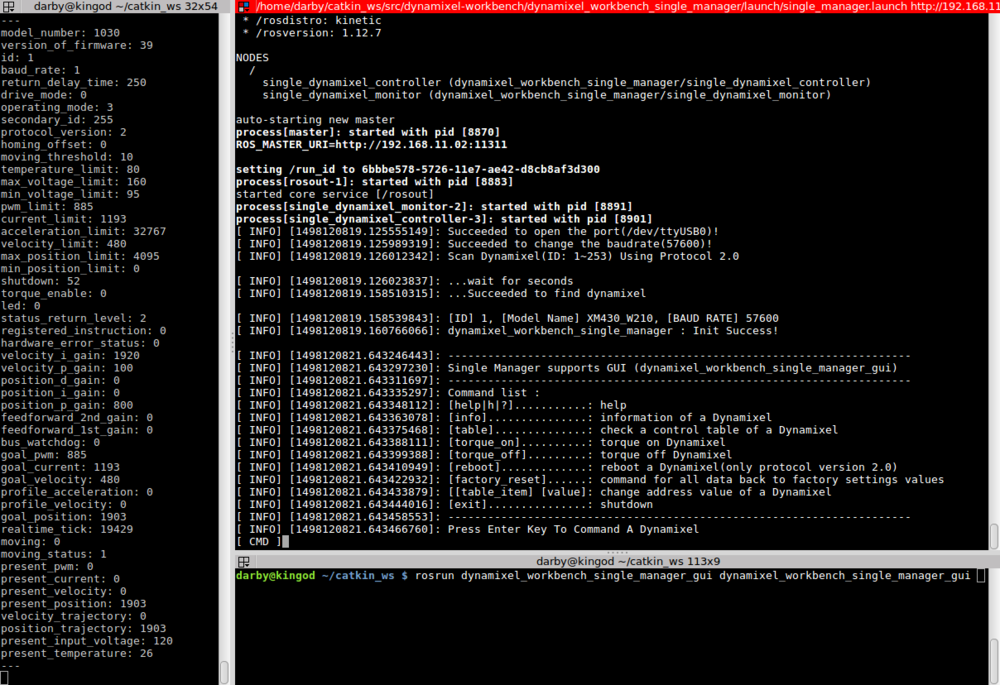 darby@kingod ~/catkin_ws 32x54
---
model_number: 1030
version_of_firmware: 39
id: 1
baud_rate: 1
return_delay_time: 250
drive_mode: 0
operating_mode: 3
secondary_id: 255
protocol_version: 2
homing_offset: 0
moving_threshold: 10
temperature_limit: 80
max_voltage_limit: 160
min_voltage_limit: 95
pwm_limit: 885
current_limit: 1193
acceleration_limit: 32767
velocity_limit: 480
max_position_limit: 4095
min_position_limit: 0
shutdown: 52
torque_enable: 0
led: 0
status_return_level: 2
registered_instruction: 0
hardware_error_status: 0
velocity_i_gain: 1920
velocity_p_gain: 100
position_d_gain: 0
position_i_gain: 0
position_p_gain: 800
feedforward_2nd_gain: 0
feedforward_1st_gain: 0
bus_watchdog: 0
goal_pwm: 885
goal_current: 1193
goal_velocity: 480
profile_acceleration: 0
profile_velocity: 0
goal_position: 1903
realtime_tick: 19429
moving: 0
moving_status: 1
present_pwm: 0
present_current: 0
present_velocity: 0
present_position: 1903
velocity_trajectory: 0
position_trajectory: 1903
present_input_voltage: 120
present_temperature: 26
---
/home/darby/catkin_ws/src/dynamixel-workbench/dynamixel_workbench_single_manager/launch/single_manager.launch http://192.168.11
* /rosdistro: kinetic
* /rosversion: 1.12.7
NODES
/
single_dynamixel_controller (dynamixel_workbench_single_manager/single_dynamixel_controller)
single_dynamixel_monitor (dynamixel_workbench_single_manager/single_dynamixel_monitor)
auto-starting new master
process[master]: started with pid [8870]
ROS_MASTER_URI=http://192.168.11.02:11311
setting /run_id to 6bbbe578-5726-11e7-ae42-d8cb8af3d300
process[rosout-1]: started with pid [8883]
started core service [/rosout]
process[single_dynamixel_monitor-2]: started with pid [8891]
process[single_dynamixel_controller-3]: started with pid [8901]
[ INFO] [1498120819.125555149]: Succeeded to open the port(/dev/ttyUSB0)!
[ INFO] [1498120819.125989319]: Succeeded to change the baudrate(57600)!
[ INFO] [1498120819.126012342]: Scan Dynamixel(ID: 1~253) Using Protocol 2.0
[ INFO] [1498120819.126023837]: ...wait for seconds
[ INFO] [1498120819.158510315]: ...Succeeded to find dynamixel
[ INFO] [1498120819.158539843]: [ID] 1, [Model Name] XM430_W210, [BAUD RATE] 57600
[ INFO] [1498120819.160766066]: dynamixel_workbench_single_manager : Init Success!
[ INFO] [1498120821.643246443]: ----------------------------------------------------------------------
[ INFO] [1498120821.643297230]: Single Manager supports GUI (dynamixel_workbench_single_manager_gui)
[ INFO] [1498120821.643311697]: ----------------------------------------------------------------------
[ INFO] [1498120821.643335297]: Command list :
[ INFO] [1498120821.643348112]: [help|h|?]...........: help
[ INFO] [1498120821.643363078]: [info]...............: information of a Dynamixel
[ INFO] [1498120821.643375468]: [table]..............: check a control table of a Dynamixel
[ INFO] [1498120821.643388111]: [torque_on]..........: torque on Dynamixel
[ INFO] [1498120821.643399388]: [torque_off].........: torque off Dynamixel
[ INFO] [1498120821.643410949]: [reboot].............: reboot a Dynamixel(only protocol version 2.0)
[ INFO] [1498120821.643422932]: [factory_reset]......: command for all data back to factory settings values
[ INFO] [1498120821.643433879]: [[table_item] [value]: change address value of a Dynamixel
[ INFO] [1498120821.643444016]: [exit]...............: shutdown
[ INFO] [1498120821.643458553]: ----------------------------------------------------------------------
[ INFO] [1498120821.643466760]: Press Enter Key To Command A Dynamixel
[ CMD ]
darby@kingod ~/catkin_ws 113x9
darby@kingod ~/catkin_ws $ rosrun dynamixel_workbench_single_manager_gui dynamixel_workbench_single_manager_gui